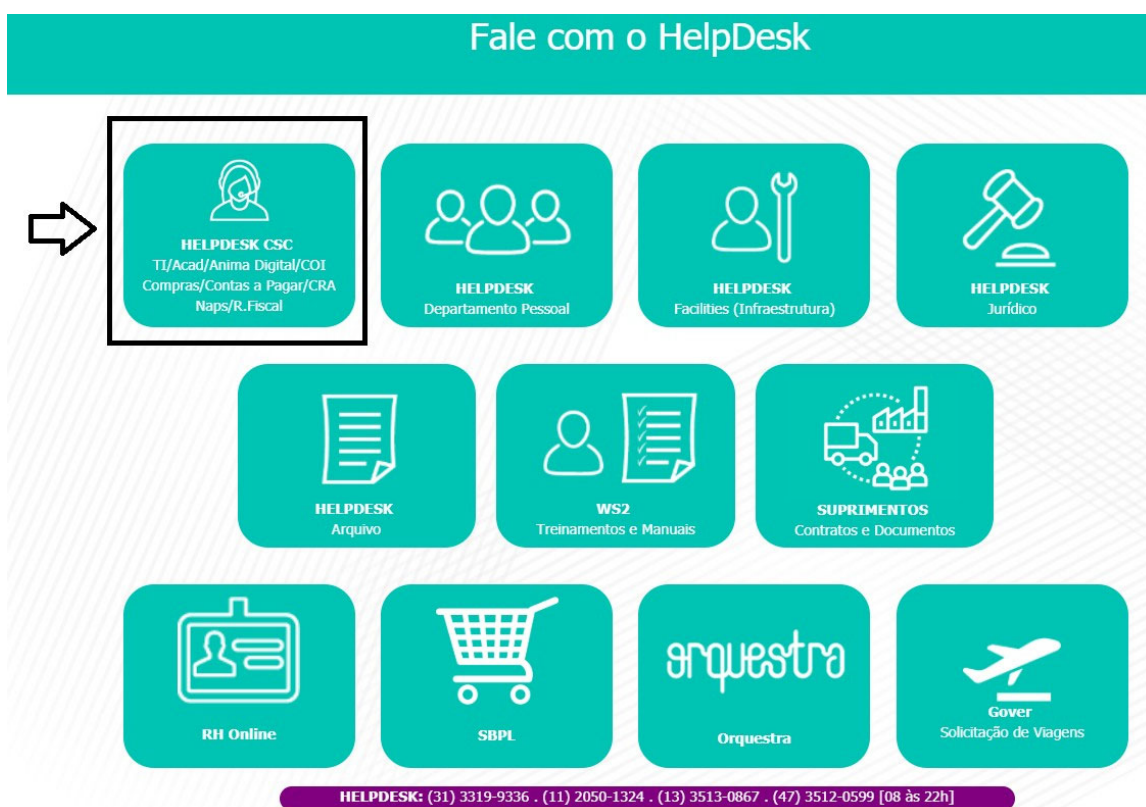 Fale com o HelpDesk
HELPDESK CSC
TI/Acad/Anima Digital/COI
Compras/Contas a Pagar/CRA
Naps/R.Fiscal
HELPDESK
Departamento Pessoal
HELPDESK
Facilities (Infraestrutura)
HELPDESK
Jurídico
HELPDESK
Arquivo
WS2
Treinamentos e Manuais
SUPRIMENTOS
Contratos e Documentos
RH Online
SBPL
orquestra
Orquestra
Gover
Solicitação de Viagens
HELPDESK: (31) 3319-9336 . (11) 2050-1324 . (13) 3513-0867 . (47) 3512-0599 [08 às 22h]